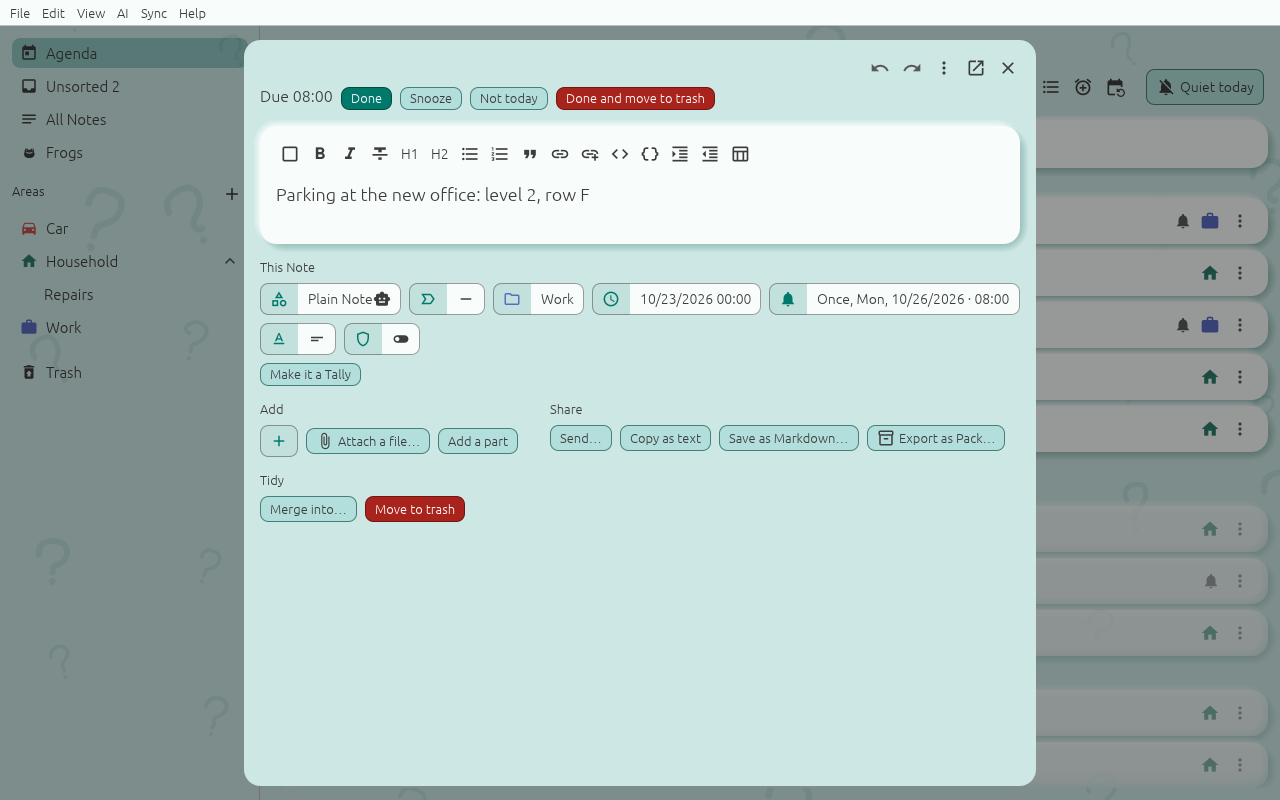 File Edit View AI Sync Help
Agenda
Unsorted 2
All Notes
Frogs
Areas
Car
Household
Repairs
Work
Trash
Quiet today
Due 08:00 Done Snooze Not today Done and move to trash
H1 H2
Parking at the new office: level 2, row F
This Note
Plain Note Work 10/23/2026 00:00 Once, Mon, 10/26/2026 · 08:00
Make it a Tally
Add
Attach a file… Add a part
Share
Send… Copy as text Save as Markdown… Export as Pack…
Tidy
Merge into… Move to trash